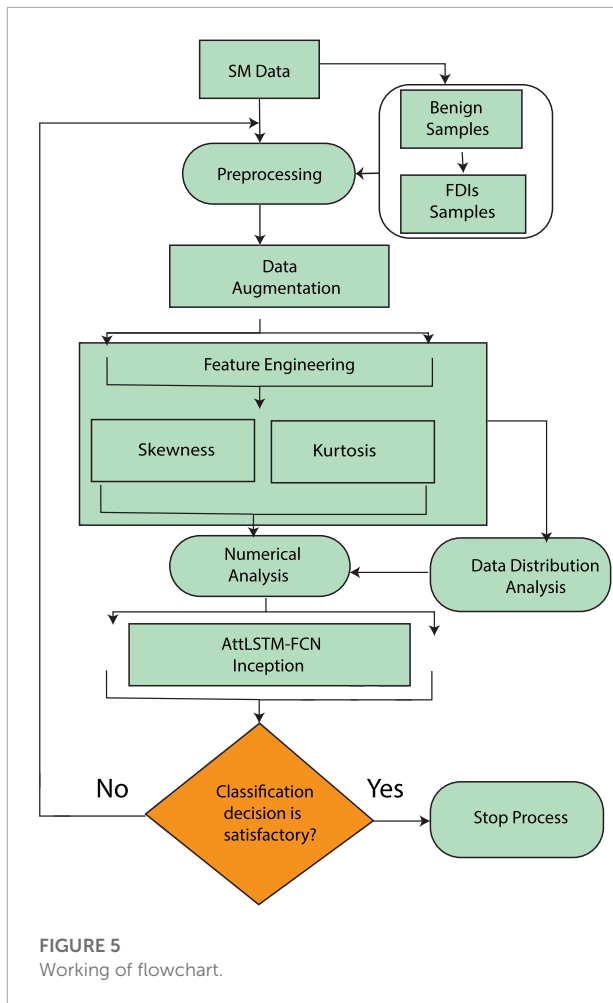 SM Data
Benign
Samples
FDIs
Samples
Preprocessing
Data
Augmentation
Feature Engineering
Skewness
Kurtosis
Numerical
Analysis
Data Distribution
Analysis
AttLSTM-FCN
Inception
No
Classification
decision is
satisfactory?
Yes
Stop Process
FIGURE 5
Working of flowchart.